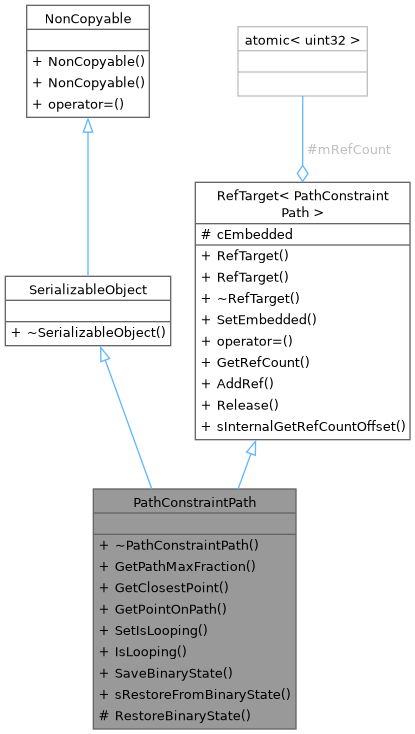 NonCopyable
+ NonCopyable()
+ NonCopyable()
+ operator=()
atomic< uint32 >
#mRefCount
RefTarget< PathConstraint
Path >
# cEmbedded
+ RefTarget()
+ RefTarget()
+ ~RefTarget()
+ SetEmbedded()
+ operator=()
+ GetRefCount()
+ AddRef()
+ Release()
+ sInternalGetRefCountOffset()
SerializableObject
+ ~SerializableObject()
PathConstraintPath
+ ~PathConstraintPath()
+ GetPathMaxFraction()
+ GetClosestPoint()
+ GetPointOnPath()
+ SetIsLooping()
+ IsLooping()
+ SaveBinaryState()
+ sRestoreFromBinaryState()
# RestoreBinaryState()